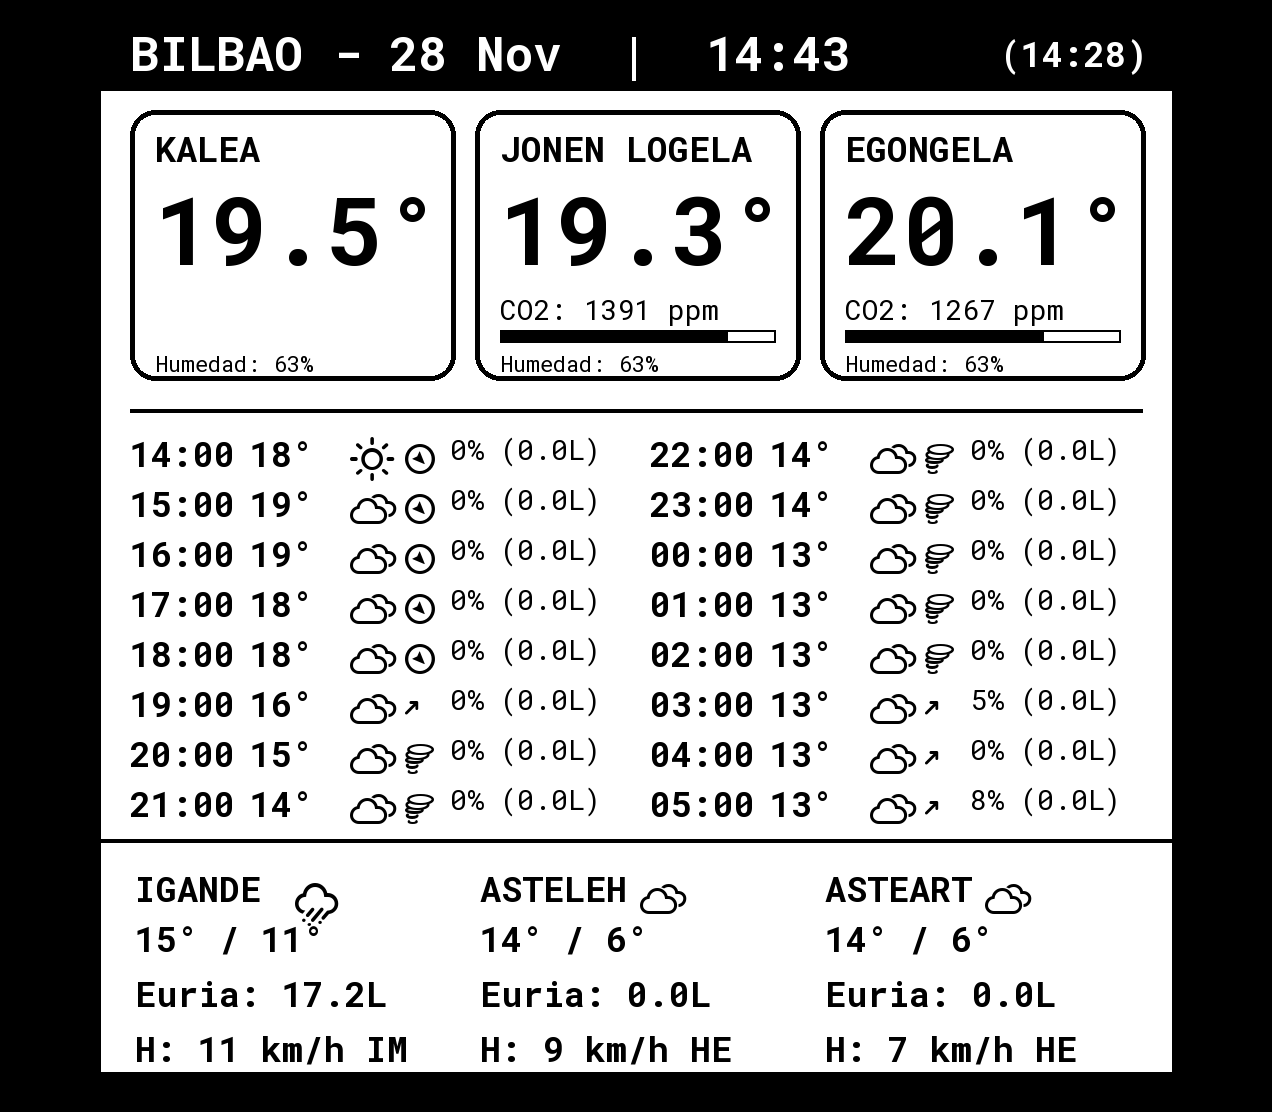 BILBAO - 28 Nov | 14:43 (14:28)
KALEA
19.5°
Humedad: 63%
JONEN LOGELA
19.3°
CO2: 1391 ppm
Humedad: 63%
EGONGELA
20.1°
CO2: 1267 ppm
Humedad: 63%
14:00 18° 0% (0.0L)
15:00 19° 0% (0.0L)
16:00 19° 0% (0.0L)
17:00 18° 0% (0.0L)
18:00 18° 0% (0.0L)
19:00 16° 0% (0.0L)
20:00 15° 0% (0.0L)
21:00 14° 0% (0.0L)
22:00 14° 0% (0.0L)
23:00 14° 0% (0.0L)
00:00 13° 0% (0.0L)
01:00 13° 0% (0.0L)
02:00 13° 0% (0.0L)
03:00 13° 5% (0.0L)
04:00 13° 0% (0.0L)
05:00 13° 8% (0.0L)
IGANDE
15° / 11°
Euria: 17.2L
H: 11 km/h IM
ASTELEH
14° / 6°
Euria: 0.0L
H: 9 km/h HE
ASTEART
14° / 6°
Euria: 0.0L
H: 7 km/h HE